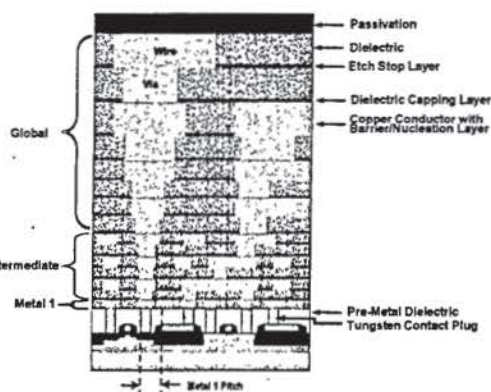 Passivation
Dielectric
Etch Stop Layer
Dielectric Capping Layer
Copper Conductor with
Barrier/Nucleation Layer
Pre-Metal Dielectric
Tungsten Contact Plug
Wire
Via
Global
termediate
Metal 1
Metal 1 Pitch